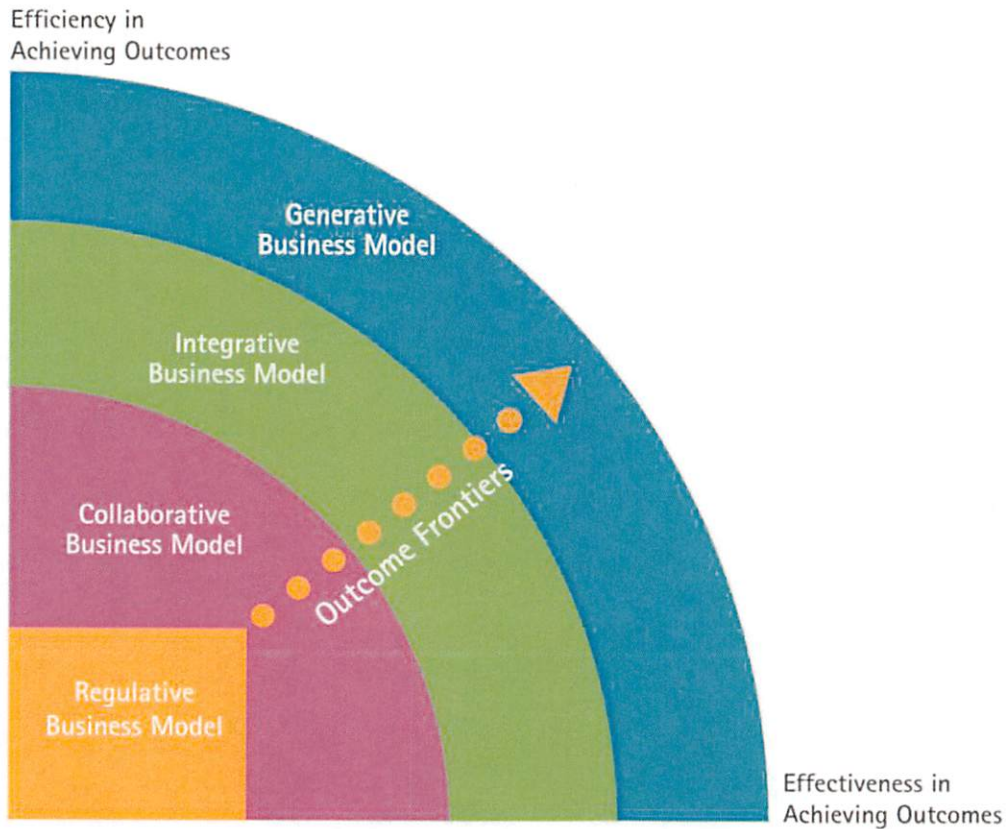 Efficiency in
Achieving Outcomes
Generative
Business Model
Integrative
Business Model
Collaborative
Business Model
Outcome Frontiers
Regulative
Business Model
Effectiveness in
Achieving Outcomes